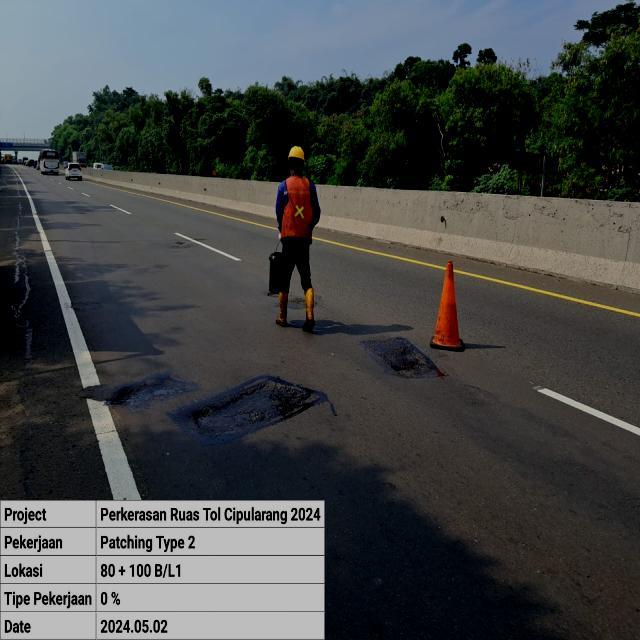 Project Perkerasan Ruas Tol Cipularang 2024
Pekerjaan Patching Type 2
Lokasi 80 + 100 B/L1
Tipe Pekerjaan 0 %
Date 2024.05.02